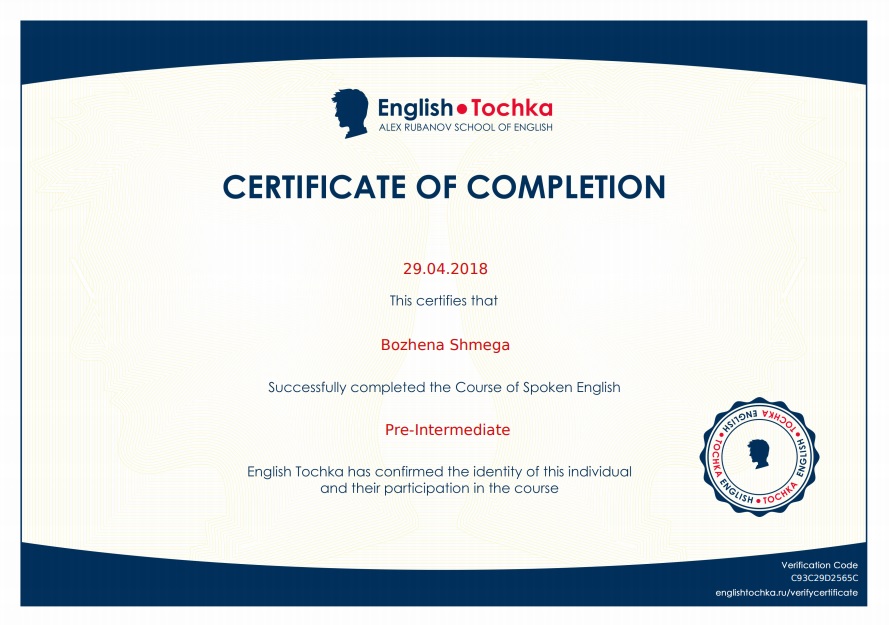 English•Tochka
ALEX RUBANOV SCHOOL OF ENGLISH
CERTIFICATE OF COMPLETION
29.04.2018
This certifies that
Bozhena Shmega
Successfully completed the Course of Spoken English
Pre-Intermediate
English Tochka has confirmed the identity of this individual
and their participation in the course
ENGLISH • TOCHKA ENGLISH • TOCHKA ENGLISH • TOCHKA
Verification Code
C93C29D2565C
englishtochka.ru/verifycertificate